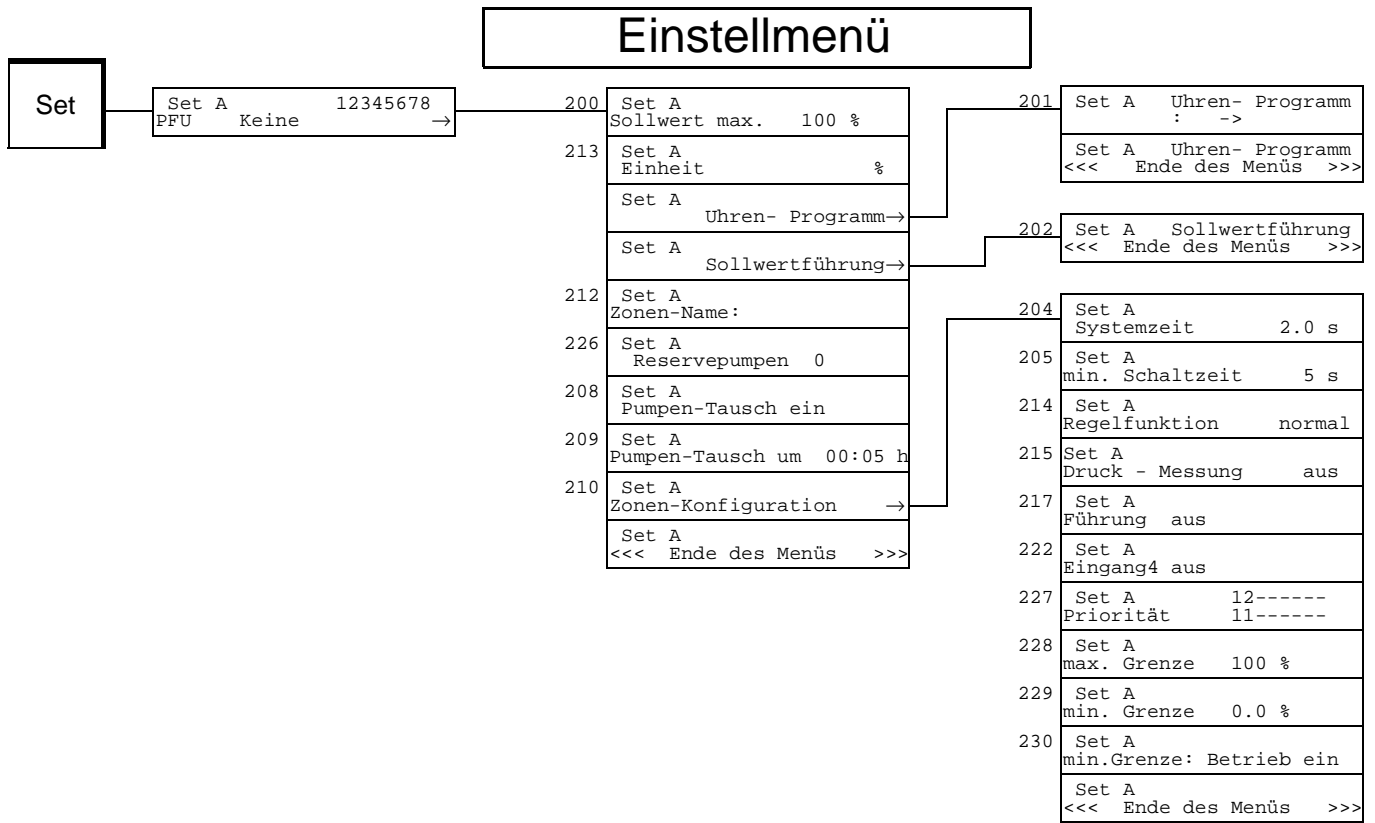 Einstellmenü
Set
Set A 12345678
PFU Keine →
200 Set A
Sollwert max. 100 %
213 Set A
Einheit %
Set A
Uhren- Programm→
Set A
Sollwertführung→
212 Set A
Zonen-Name:
226 Set A
Reservepumpen 0
208 Set A
Pumpen-Tausch ein
209 Set A
Pumpen-Tausch um 00:05 h
210 Set A
Zonen-Konfiguration →
Set A
<<< Ende des Menüs >>>
201 Set A Uhren- Programm
: ->
Set A Uhren- Programm
<<< Ende des Menüs >>>
202 Set A Sollwertführung
<<< Ende des Menüs >>>
204 Set A
Systemzeit 2.0 s
205 Set A
min. Schaltzeit 5 s
214 Set A
Regelfunktion normal
215 Set A
Druck - Messung aus
217 Set A
Führung aus
222 Set A
Eingang4 aus
227 Set A 12------
Priorität 11------
228 Set A
max. Grenze 100 %
229 Set A
min. Grenze 0.0 %
230 Set A
min.Grenze: Betrieb ein
Set A
<<< Ende des Menüs >>>